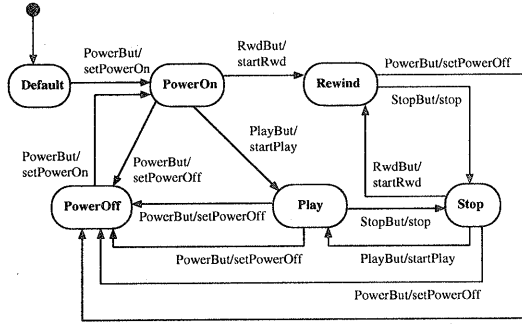 PowerBut/
setPowerOn
RwdBut/
startRwd
PowerBut/setPowerOff
Default
PowerOn
Rewind
StopBut/stop
PlayBut/
startPlay
PowerBut/
setPowerOn
PowerBut/
setPowerOff
RwdBut/
startRwd
PowerOff
PowerBut/setPowerOff
Play
StopBut/stop
Stop
PowerBut/setPowerOff
PlayBut/startPlay
PowerBut/setPowerOff